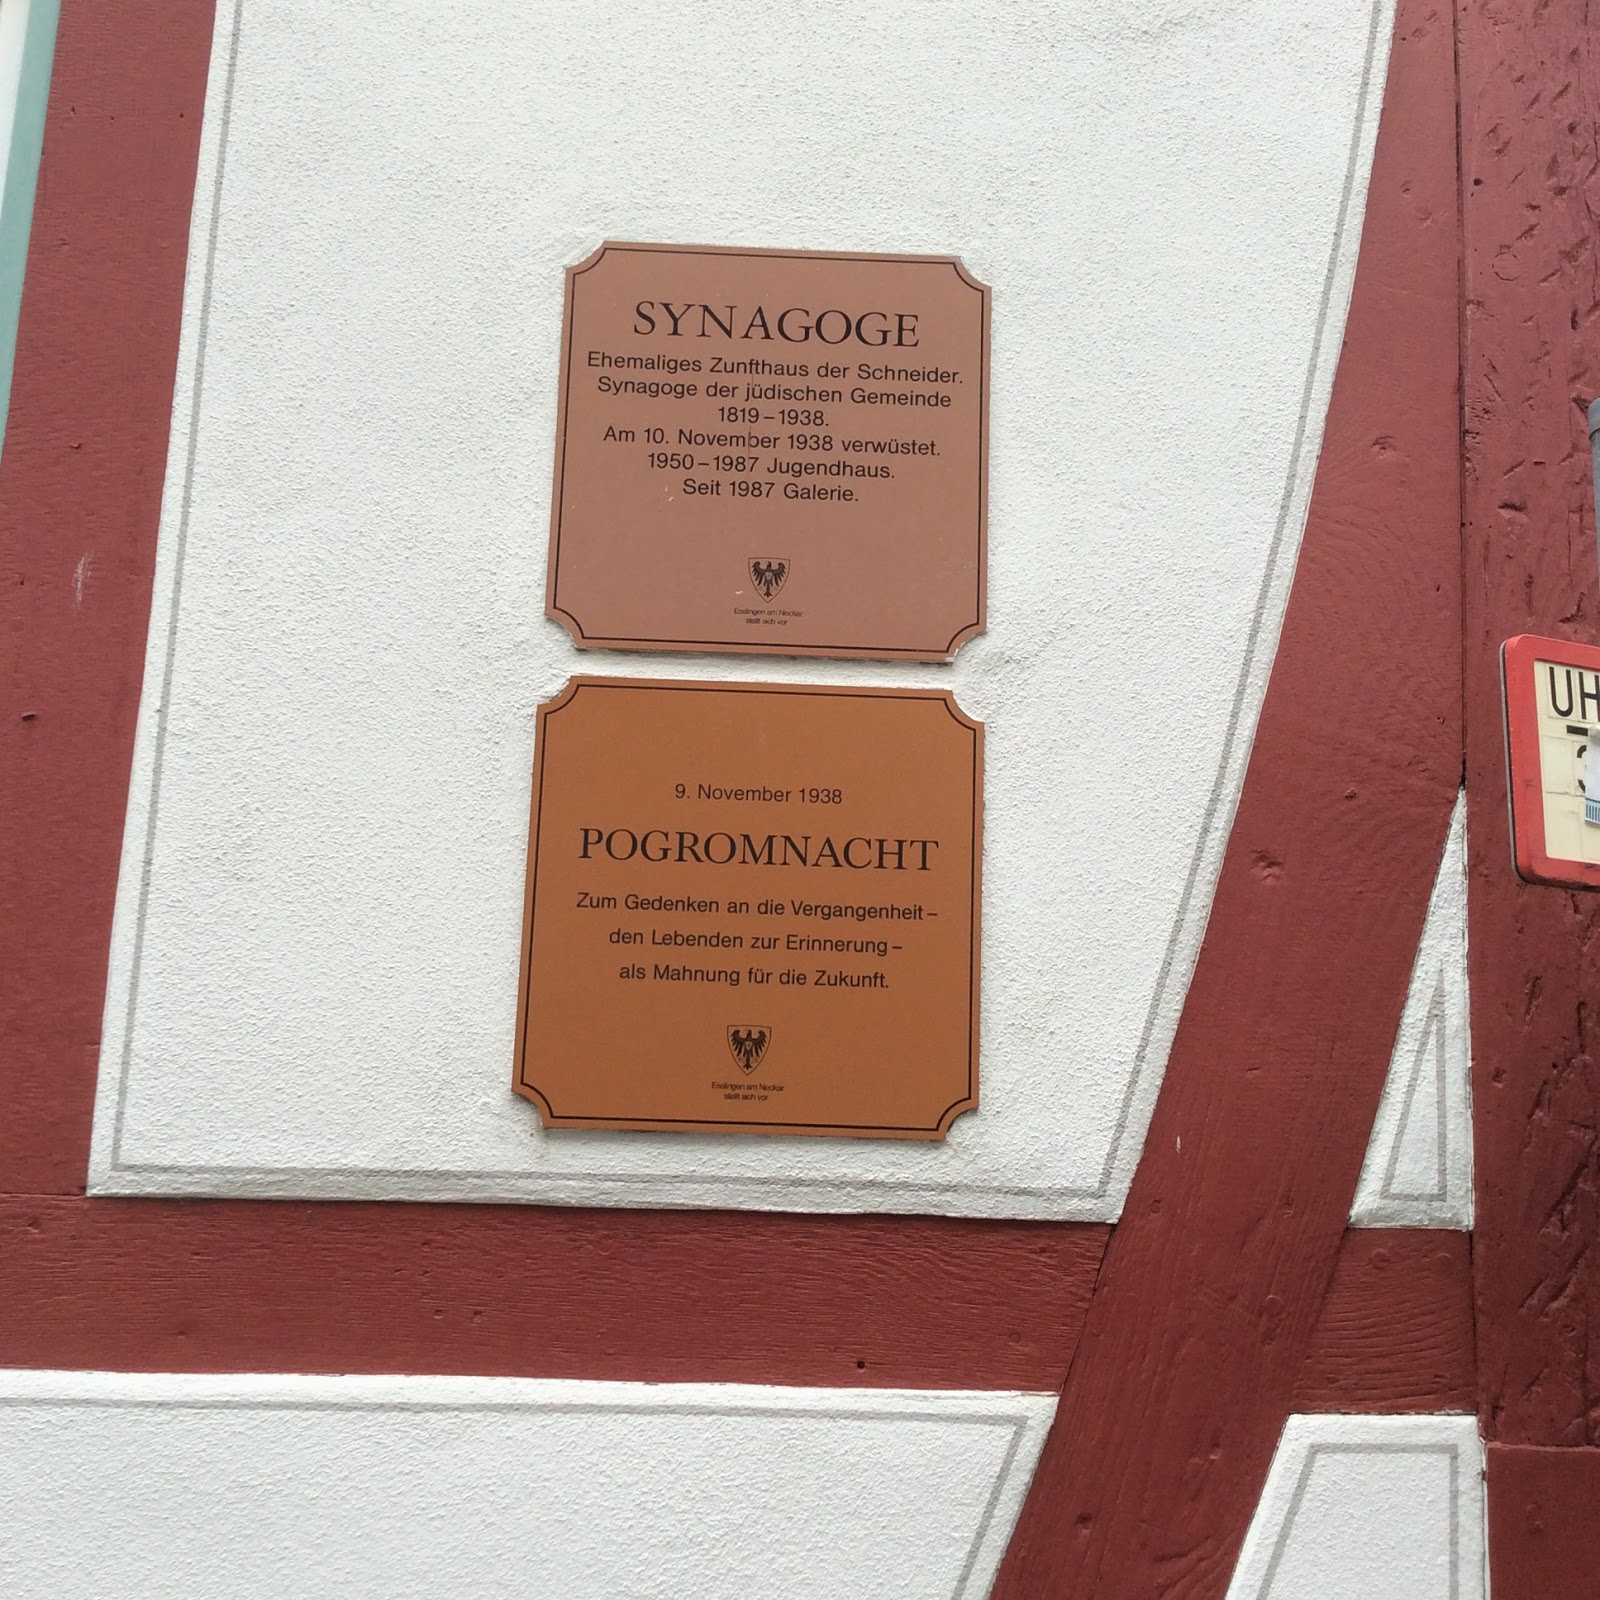 SYNAGOGE
Ehemaliges Zunfthaus der Schneider.
Synagoge der jüdischen Gemeinde
1819–1938.
Am 10. November 1938 verwüstet.
1950–1987 Jugendhaus.
Seit 1987 Galerie.
Esslingen am Neckar
stellt sich vor
9. November 1938
POGROMNACHT
Zum Gedenken an die Vergangenheit–
den Lebenden zur Erinnerung–
als Mahnung für die Zukunft.
Esslingen am Neckar
stellt sich vor
UH